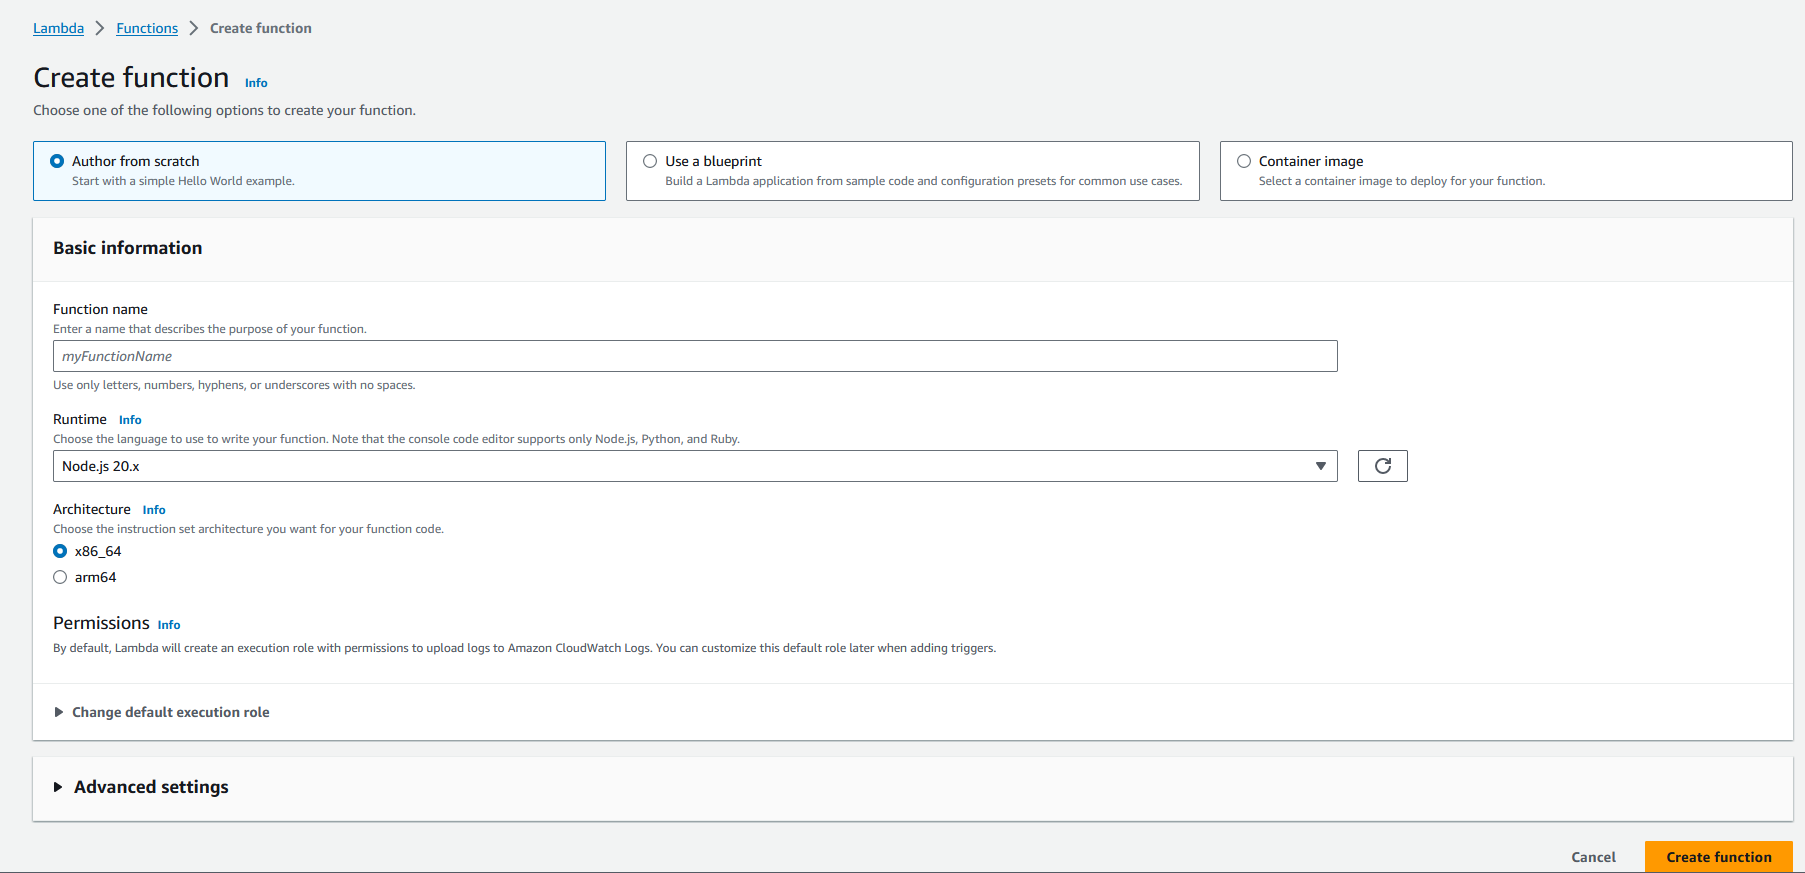 Lambda > Functions > Create function
Create function Info
Choose one of the following options to create your function.
Author from scratch
Start with a simple Hello World example.
Use a blueprint
Build a Lambda application from sample code and configuration presets for common use cases.
Container image
Select a container image to deploy for your function.
Basic information
Function name
Enter a name that describes the purpose of your function.
myFunctionName
Use only letters, numbers, hyphens, or underscores with no spaces.
Runtime Info
Choose the language to use to write your function. Note that the console code editor supports only Node.js, Python, and Ruby.
Node.js 20.x
Architecture Info
Choose the instruction set architecture you want for your function code.
x86_64
arm64
Permissions Info
By default, Lambda will create an execution role with permissions to upload logs to Amazon CloudWatch Logs. You can customize this default role later when adding triggers.
Change default execution role
Advanced settings
Cancel Create function